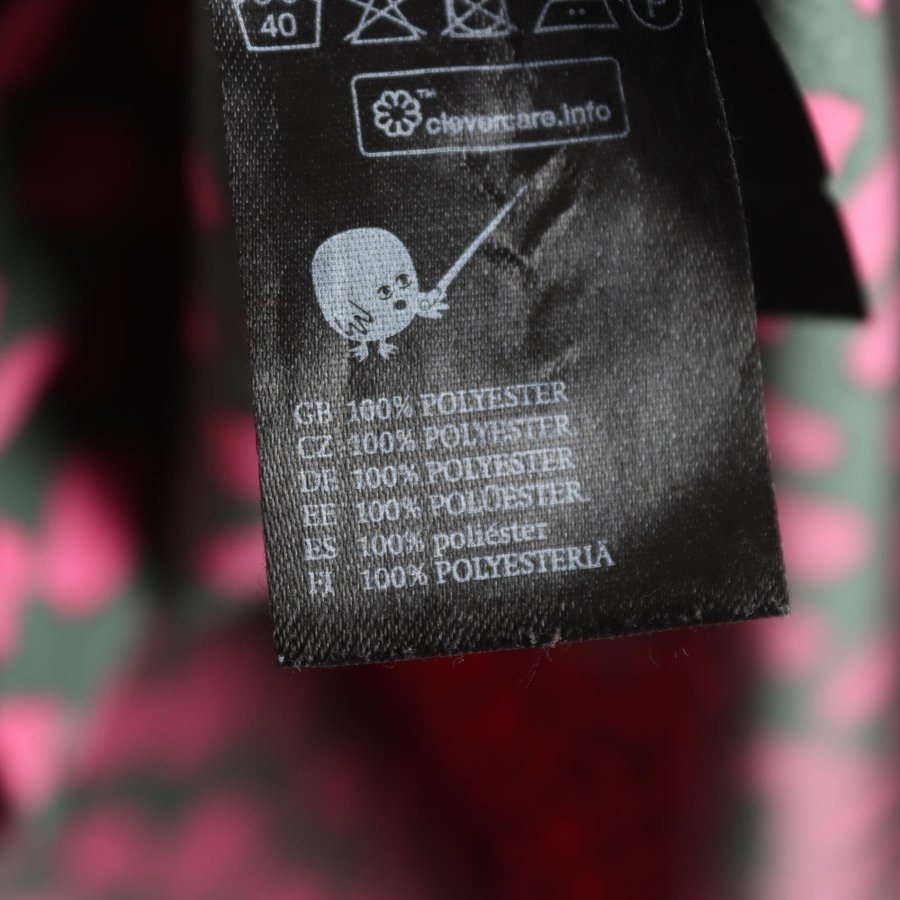 40
P
clevercare.info™
GB 100% POLYESTER
CZ 100% POLYESTER
DE 100% POLYESTER
EE 100% POLÜESTER
ES 100% poliéster
FI 100% POLYESTERIÄ